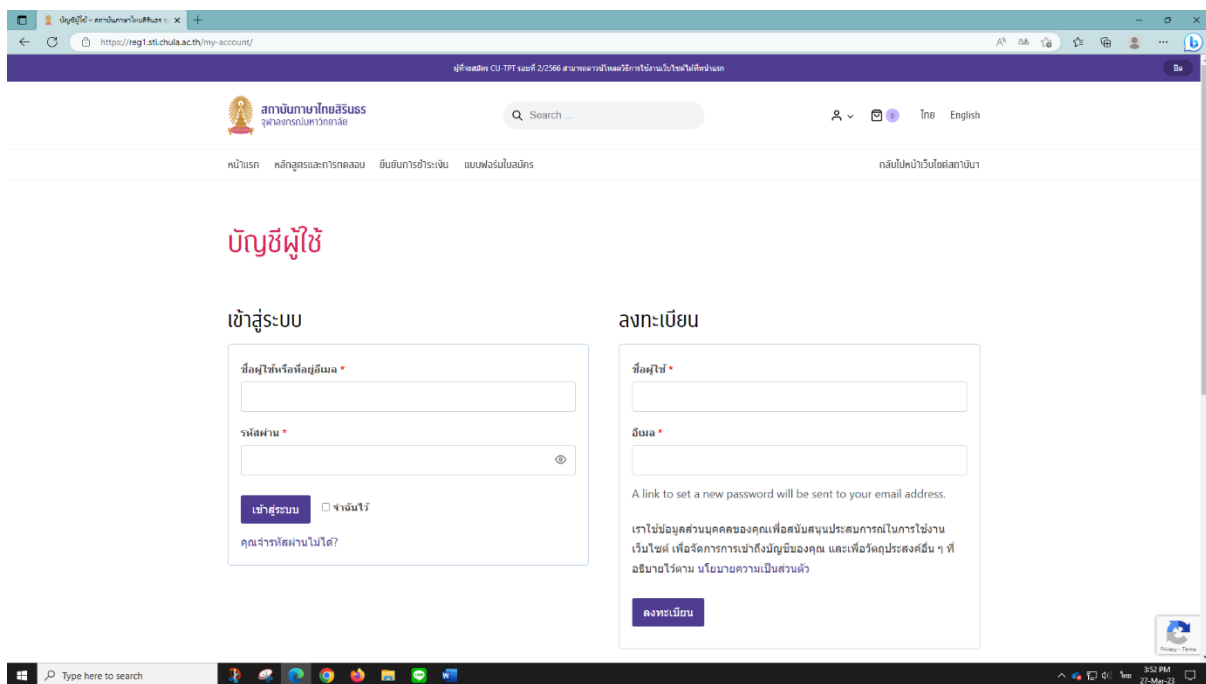 บัญชีผู้ใช้ – สถาบันภาษาไทยสิรินธร
https://reg1.sti.chula.ac.th/my-account/
ผู้ที่จะสมัคร CU-TPT รอบที่ 2/2566 สามารถดาวน์โหลดวิธีการใช้งานเว็บไซต์ได้ที่หน้าแรก
ปิด
สถาบันภาษาไทยสิรินธร
จุฬาลงกรณ์มหาวิทยาลัย
Search ...
0
ไทย English
หน้าแรก หลักสูตรและการทดสอบ ยืนยันการชำระเงิน แบบฟอร์มใบสมัคร กลับไปหน้าเว็บไซต์สถาบันฯ
บัญชีผู้ใช้
เข้าสู่ระบบ
ชื่อผู้ใช้หรือที่อยู่อีเมล *
รหัสผ่าน *
เข้าสู่ระบบ จำฉันไว้
คุณจำรหัสผ่านไม่ได้?
ลงทะเบียน
ชื่อผู้ใช้ *
อีเมล *
A link to set a new password will be sent to your email address.
เราใช้ข้อมูลส่วนบุคคลของคุณเพื่อสนับสนุนประสบการณ์ในการใช้งาน
เว็บไซต์ เพื่อจัดการการเข้าถึงบัญชีของคุณ และเพื่อวัตถุประสงค์อื่น ๆ ที่
อธิบายไว้ตาม นโยบายความเป็นส่วนตัว
ลงทะเบียน
Privacy - Terms
Type here to search
ไทย
3:52 PM
27-Mar-23